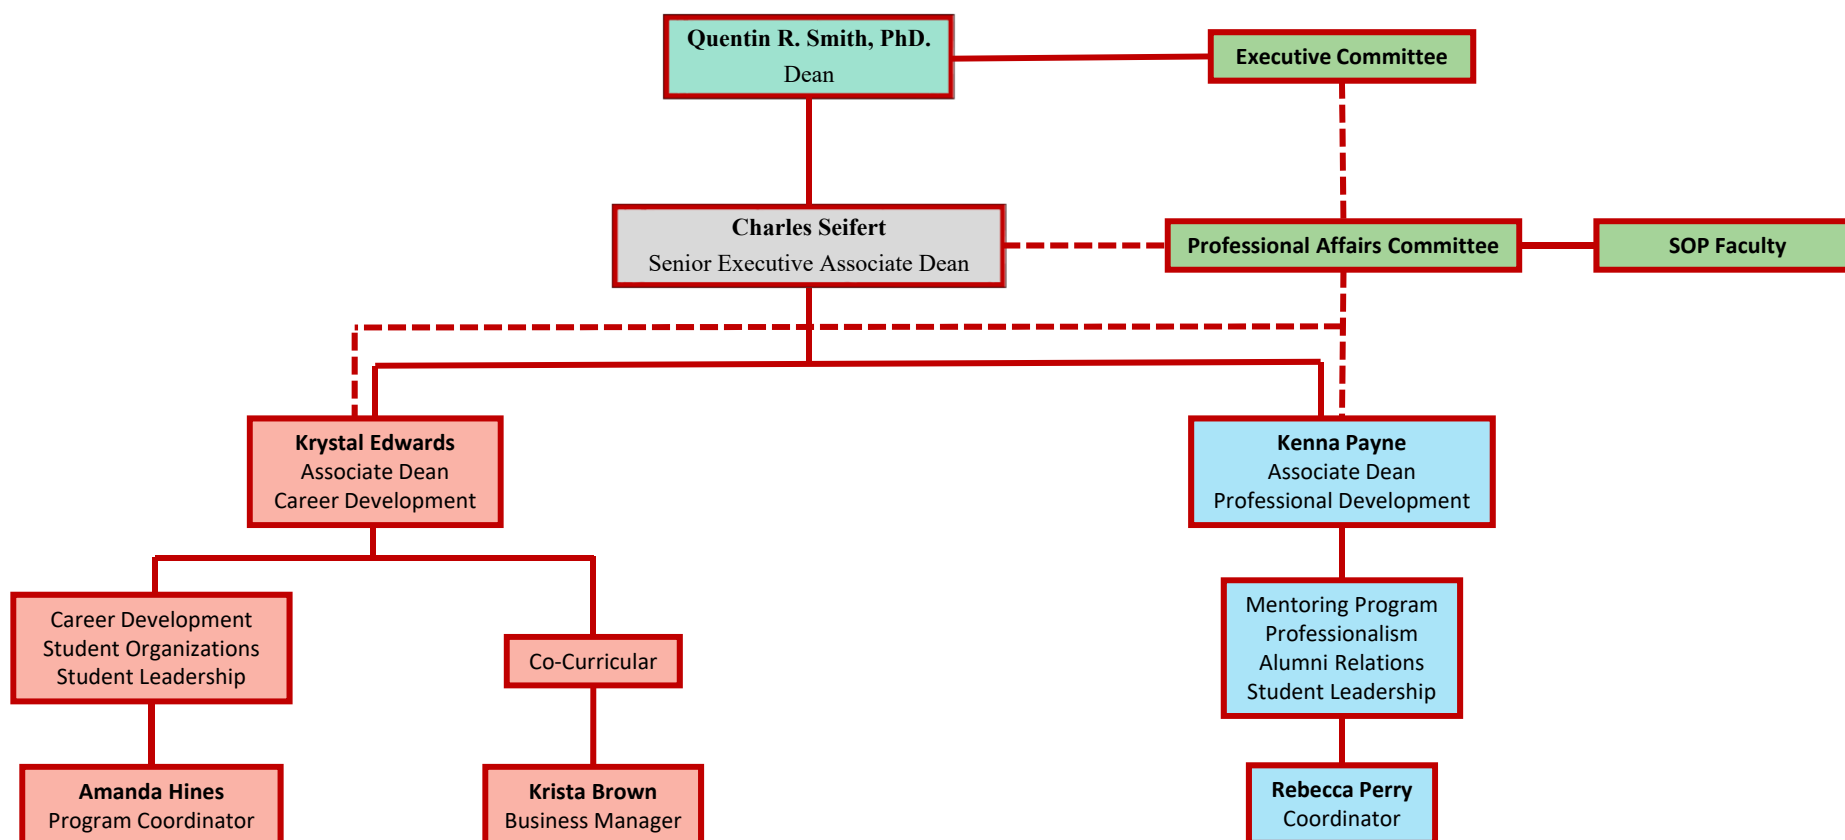 Quentin R. Smith, PhD.
Dean
Executive Committee
Charles Seifert
Senior Executive Associate Dean
Professional Affairs Committee
SOP Faculty
Krystal Edwards
Associate Dean
Career Development
Kenna Payne
Associate Dean
Professional Development
Career Development
Student Organizations
Student Leadership
Co-Curricular
Mentoring Program
Professionalism
Alumni Relations
Student Leadership
Amanda Hines
Program Coordinator
Krista Brown
Business Manager
Rebecca Perry
Coordinator